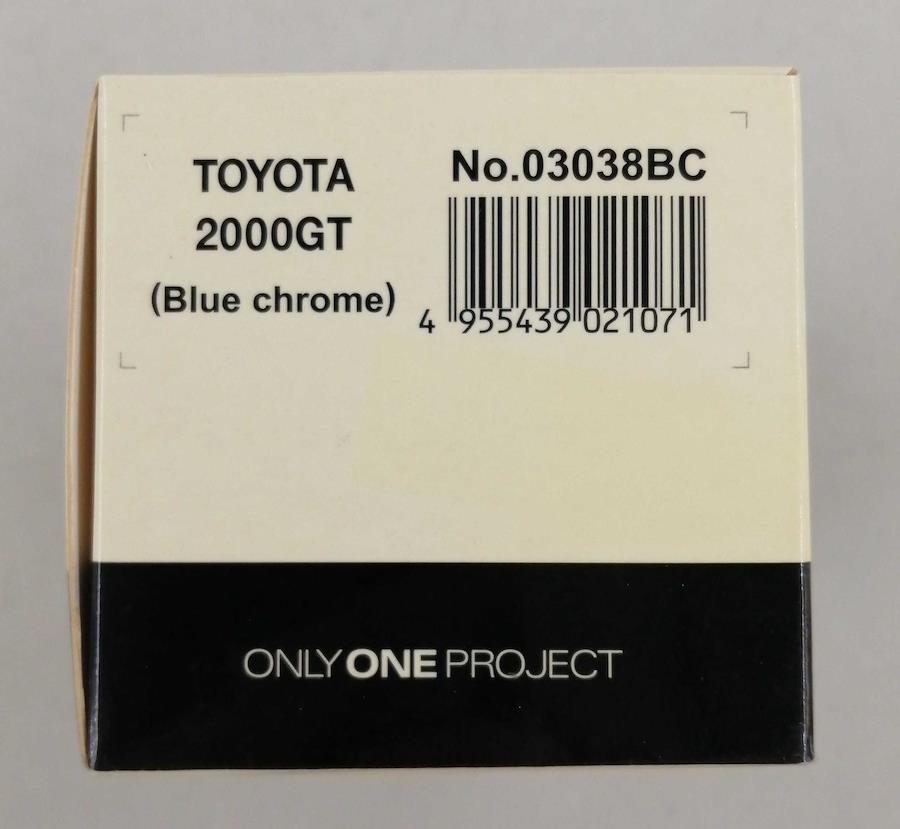 TOYOTA
2000GT
(Blue chrome)
No.03038BC
4 955439 021071
ONLY ONE PROJECT